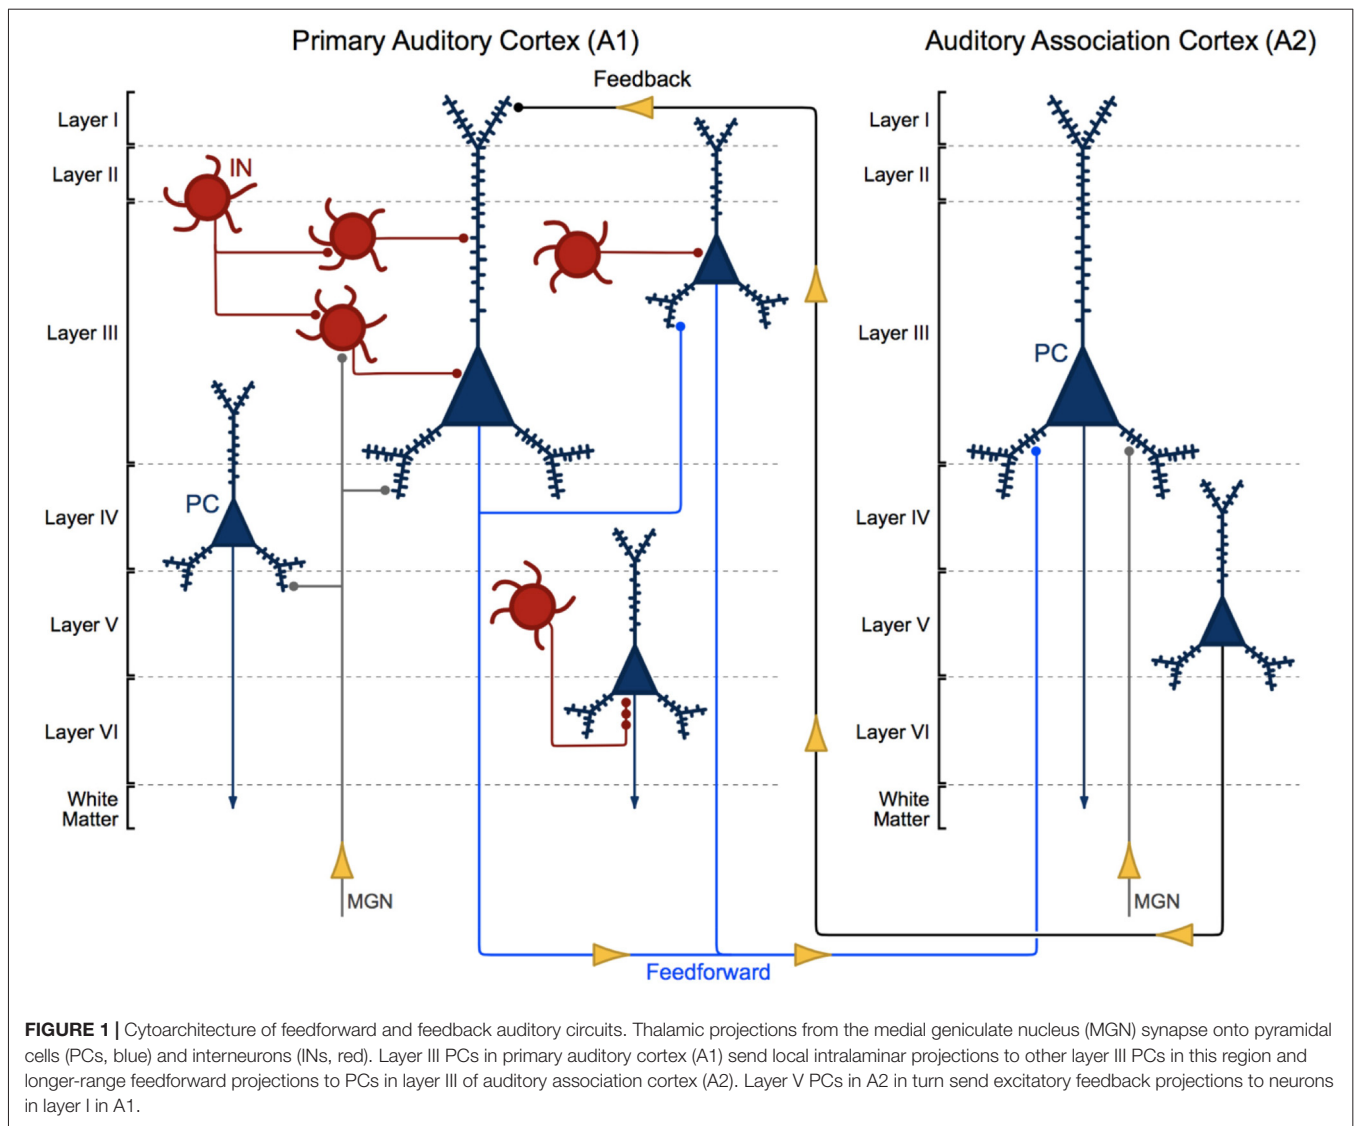 Primary Auditory Cortex (A1)
Auditory Association Cortex (A2)
Feedback
Layer I
Layer II
Layer III
Layer IV
Layer V
Layer VI
White
Matter
IN
PC
MGN
Feedforward
Layer I
Layer II
Layer III
Layer IV
Layer V
Layer VI
White
Matter
PC
MGN
FIGURE 1 | Cytoarchitecture of feedforward and feedback auditory circuits. Thalamic projections from the medial geniculate nucleus (MGN) synapse onto pyramidal
cells (PCs, blue) and interneurons (INs, red). Layer III PCs in primary auditory cortex (A1) send local intralaminar projections to other layer III PCs in this region and
longer-range feedforward projections to PCs in layer III of auditory association cortex (A2). Layer V PCs in A2 in turn send excitatory feedback projections to neurons
in layer I in A1.